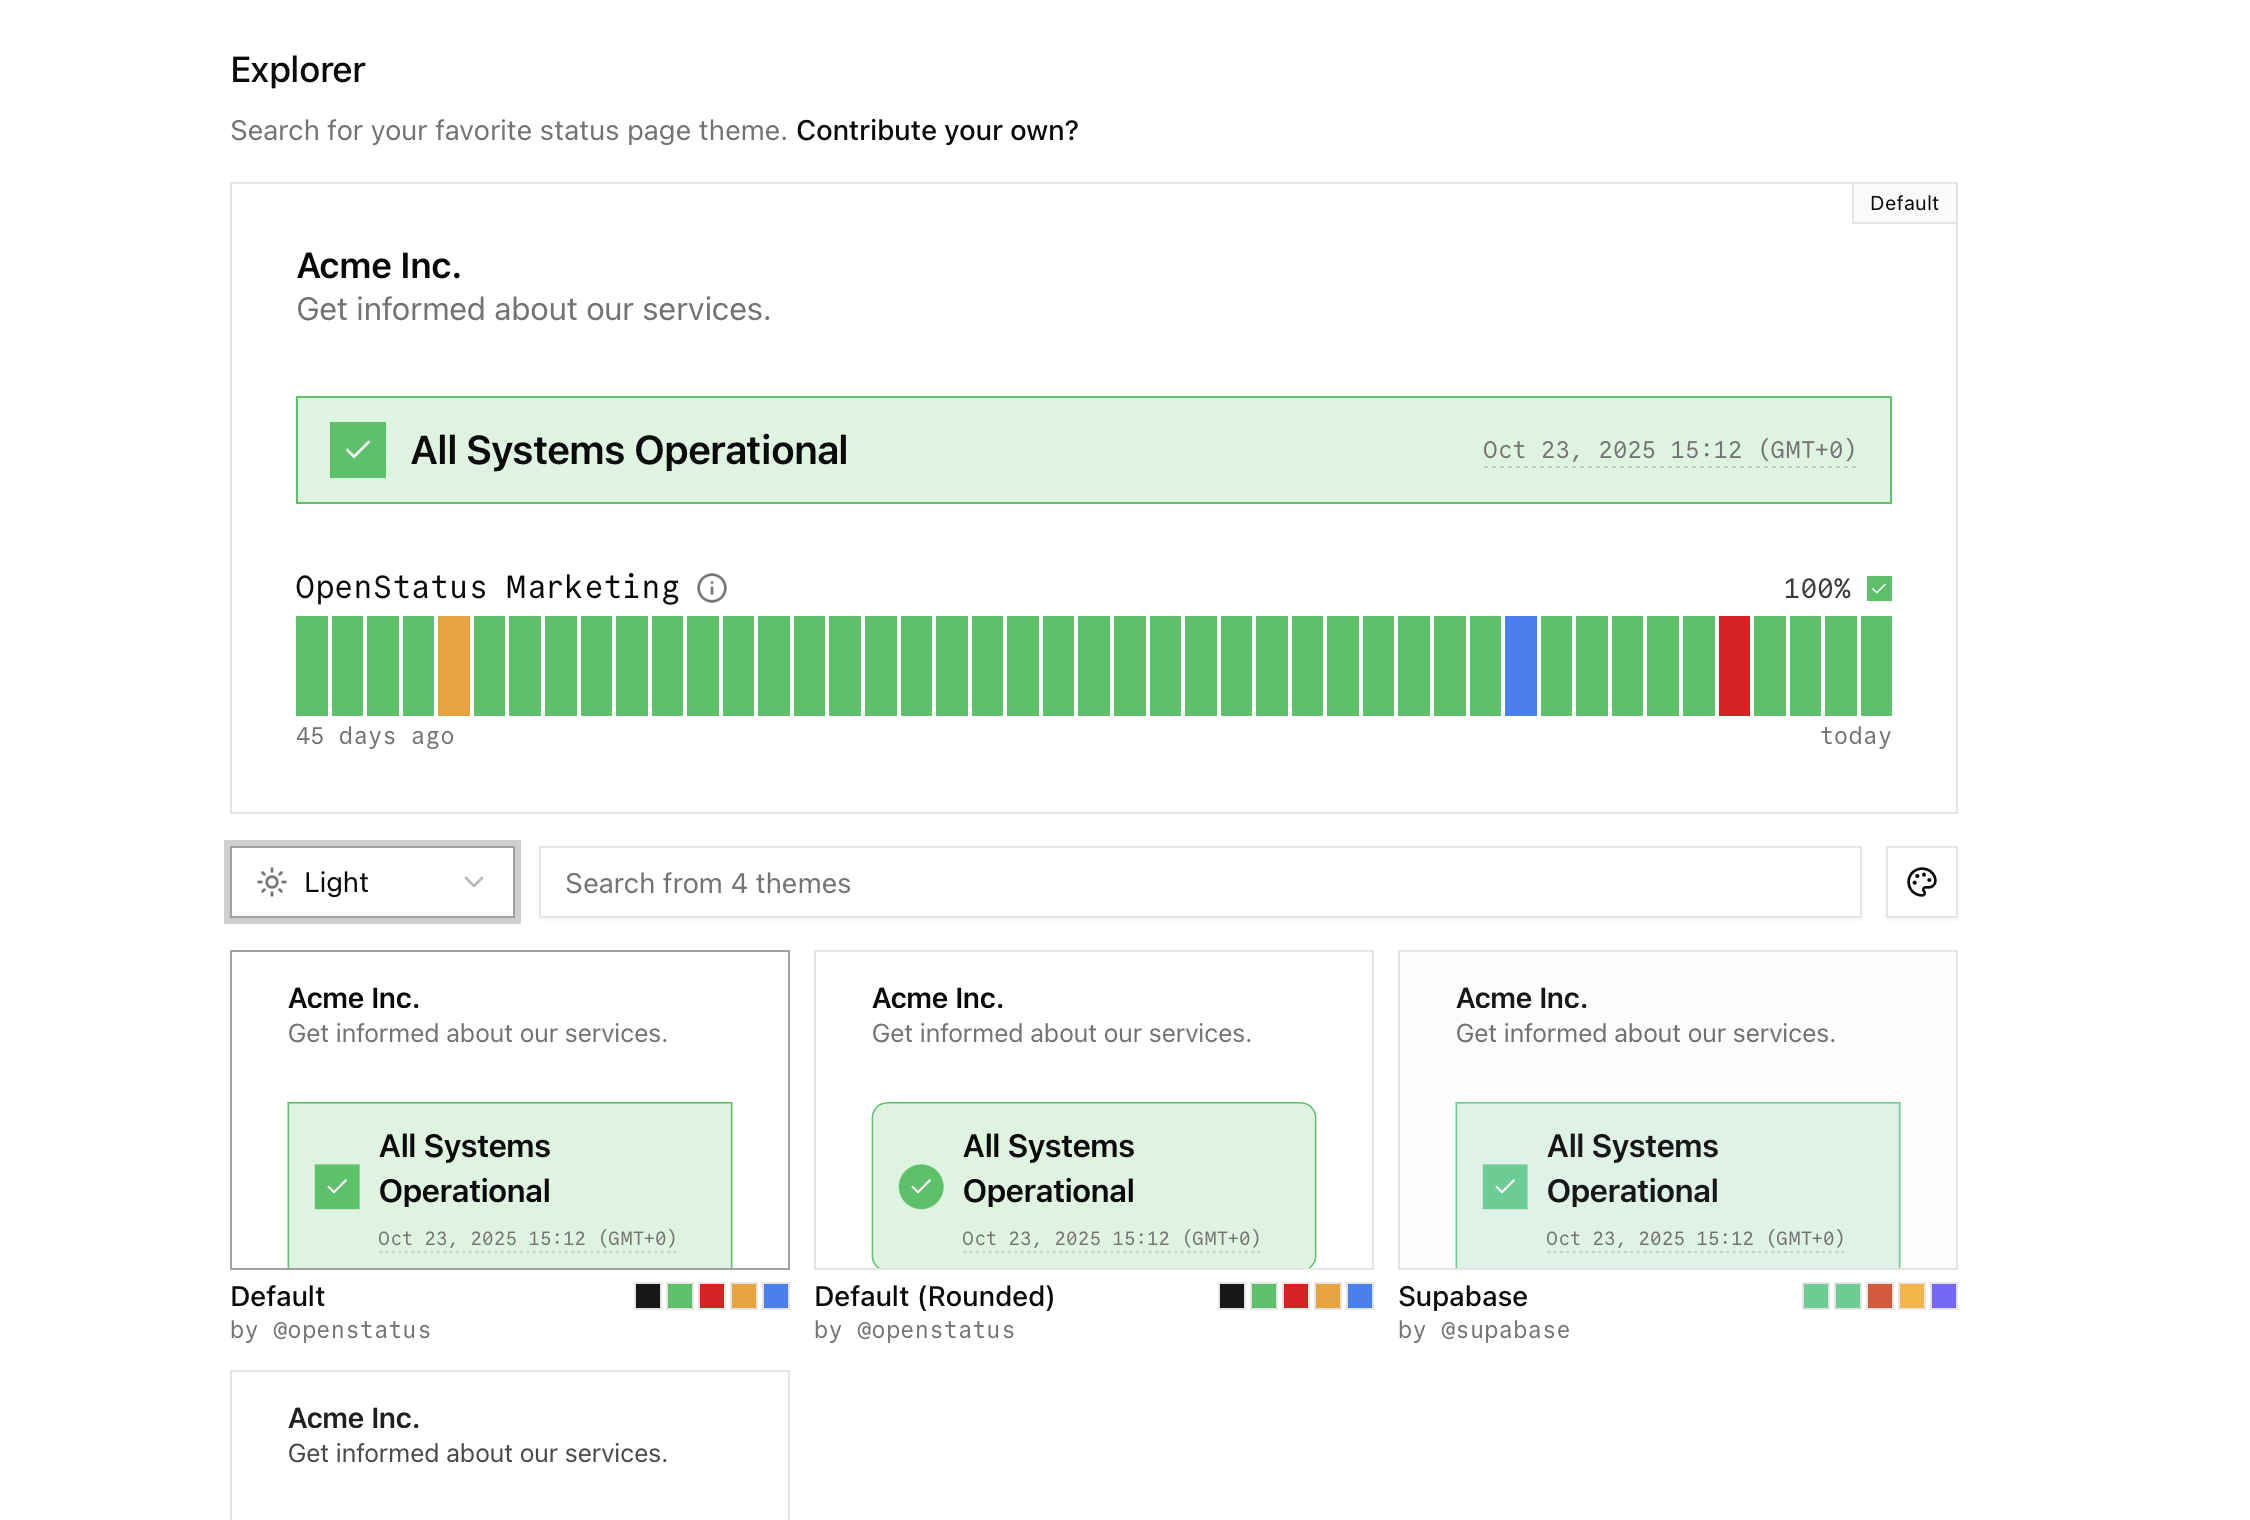 Explorer
Search for your favorite status page theme. Contribute your own?
Default
Acme Inc.
Get informed about our services.
All Systems Operational
Oct 23, 2025 15:12 (GMT+0)
OpenStatus Marketing
100%
45 days ago
today
Light
Search from 4 themes
Acme Inc.
Get informed about our services.
All Systems
Operational
Oct 23, 2025 15:12 (GMT+0)
Default
by @openstatus
Acme Inc.
Get informed about our services.
All Systems
Operational
Oct 23, 2025 15:12 (GMT+0)
Default (Rounded)
by @openstatus
Acme Inc.
Get informed about our services.
All Systems
Operational
Oct 23, 2025 15:12 (GMT+0)
Supabase
by @supabase
Acme Inc.
Get informed about our services.